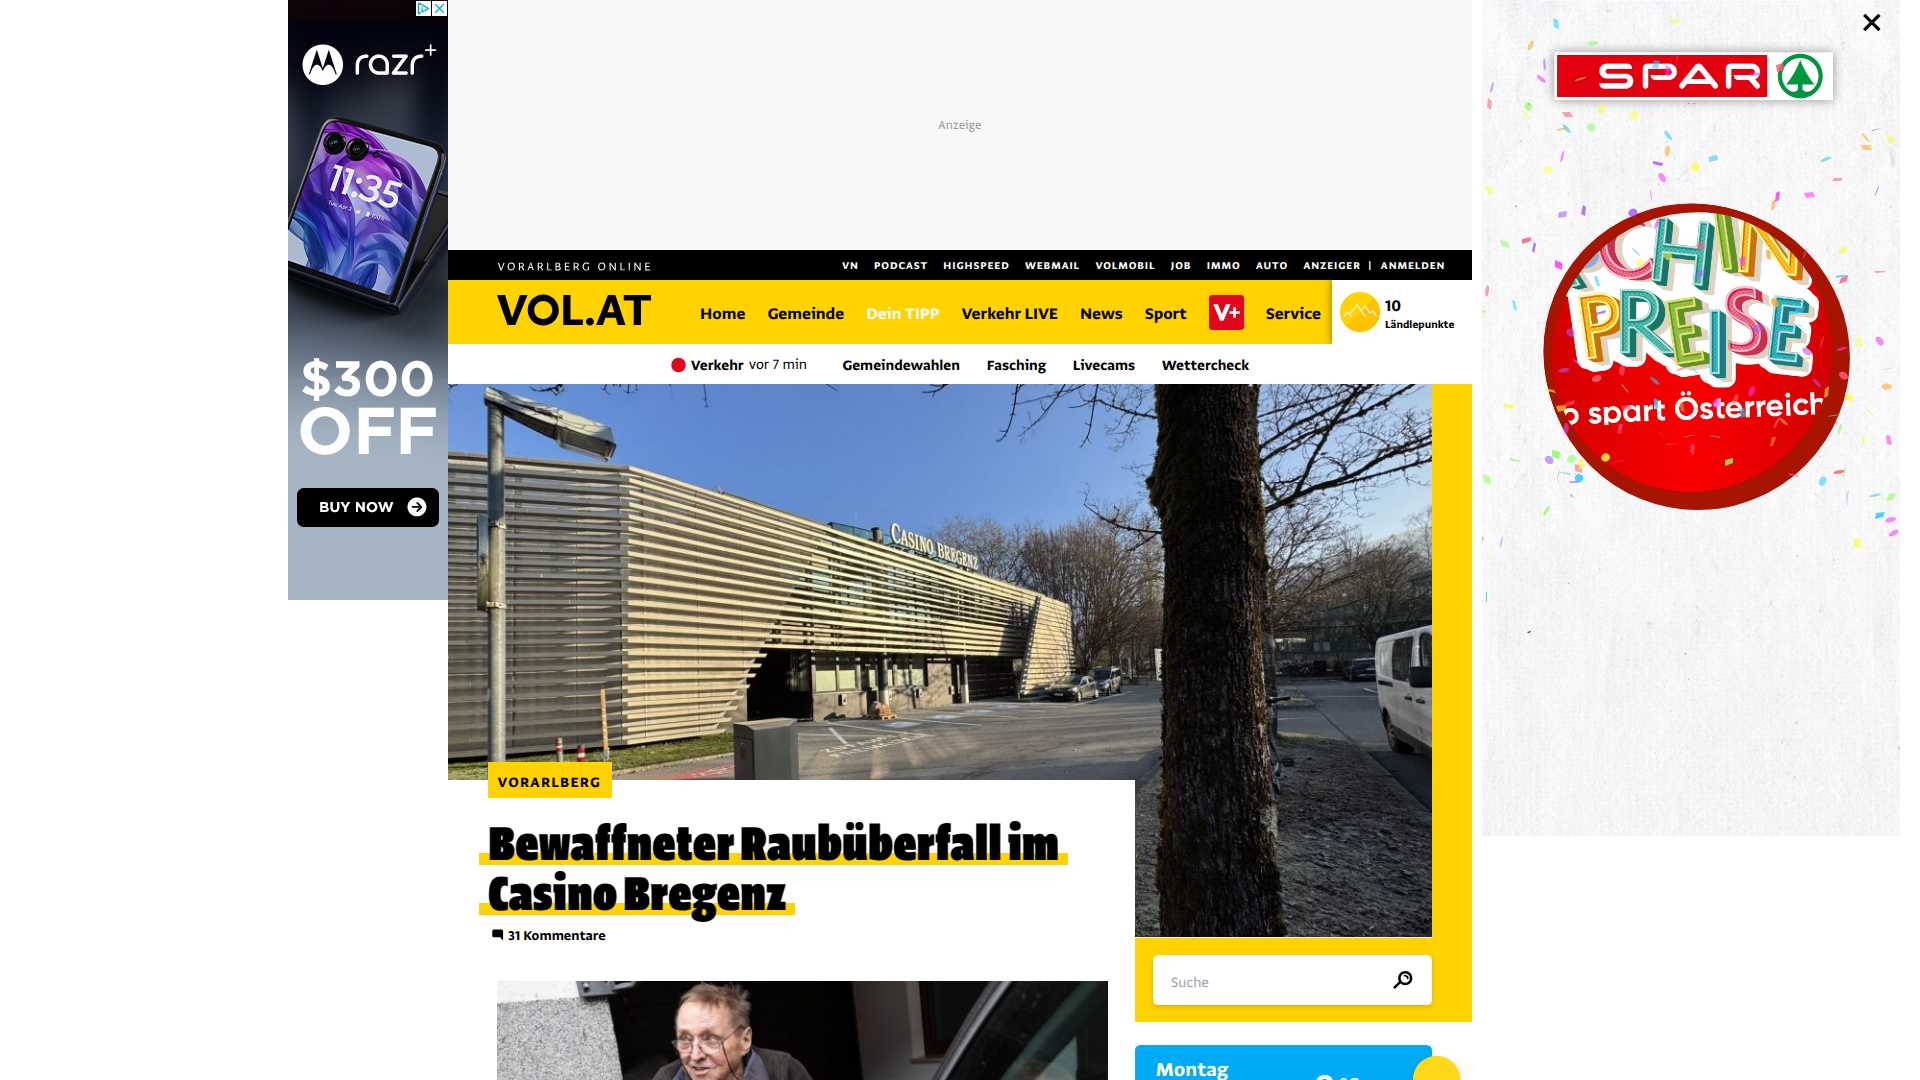 razr+
11:35
$300
OFF
BUY NOW
Anzeige
VORARLBERG ONLINE
VN PODCAST HIGHSPEED WEBMAIL VOLMOBIL JOB IMMO AUTO ANZEIGER | ANMELDEN
VOL.AT
Home Gemeinde Dein TIPP Verkehr LIVE News Sport V+ Service
10
Ländlepunkte
Verkehr vor 7 min Gemeindewahlen Fasching Livecams Wettercheck
CASINO BREGENZ
VORARLBERG
Bewaffneter Raubüberfall im
Casino Bregenz
31 Kommentare
Suche
Montag
SPAR
PREISE
spart Österreich